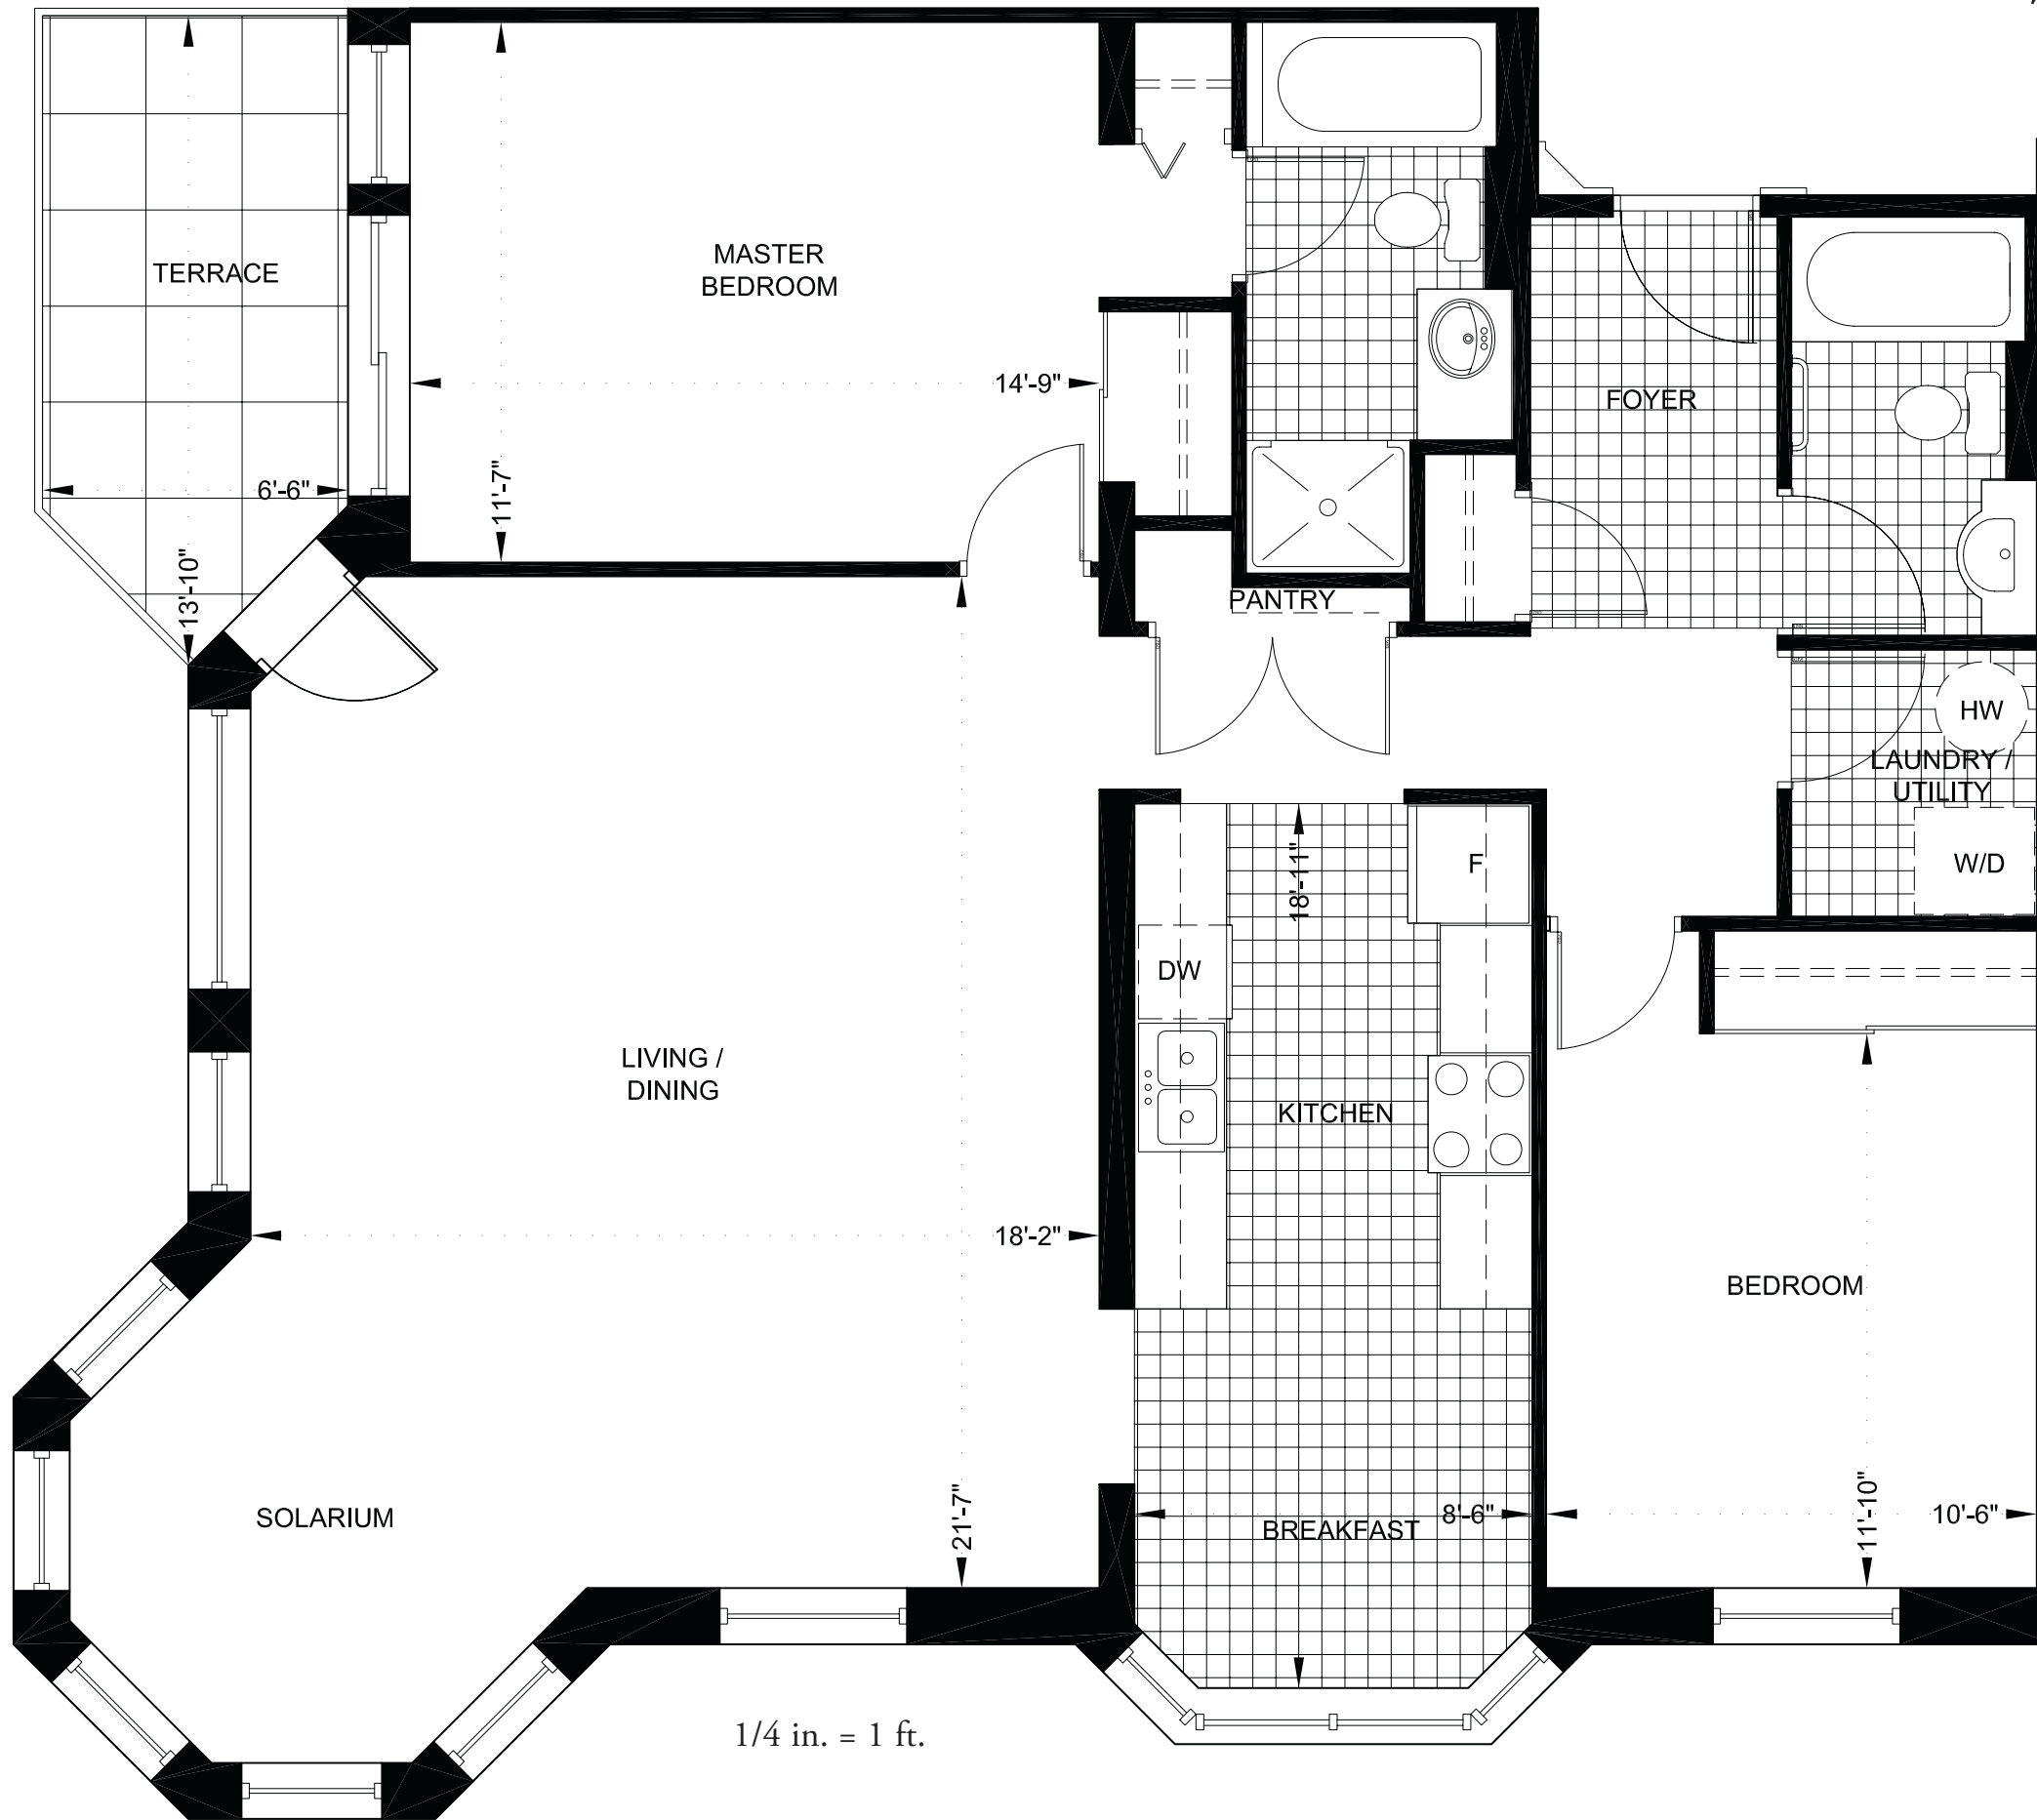 TERRACE
MASTER
BEDROOM
14'-9"
FOYER
6'-6"
11'-7"
13'-10"
PANTRY
HW
LAUNDRY /
UTILITY
18'-11"
F
W/D
DW
LIVING /
DINING
KITCHEN
18'-2"
BEDROOM
SOLARIUM
21'-7"
BREAKFAST
8'-6"
11'-10"
10'-6"
1/4 in. = 1 ft.